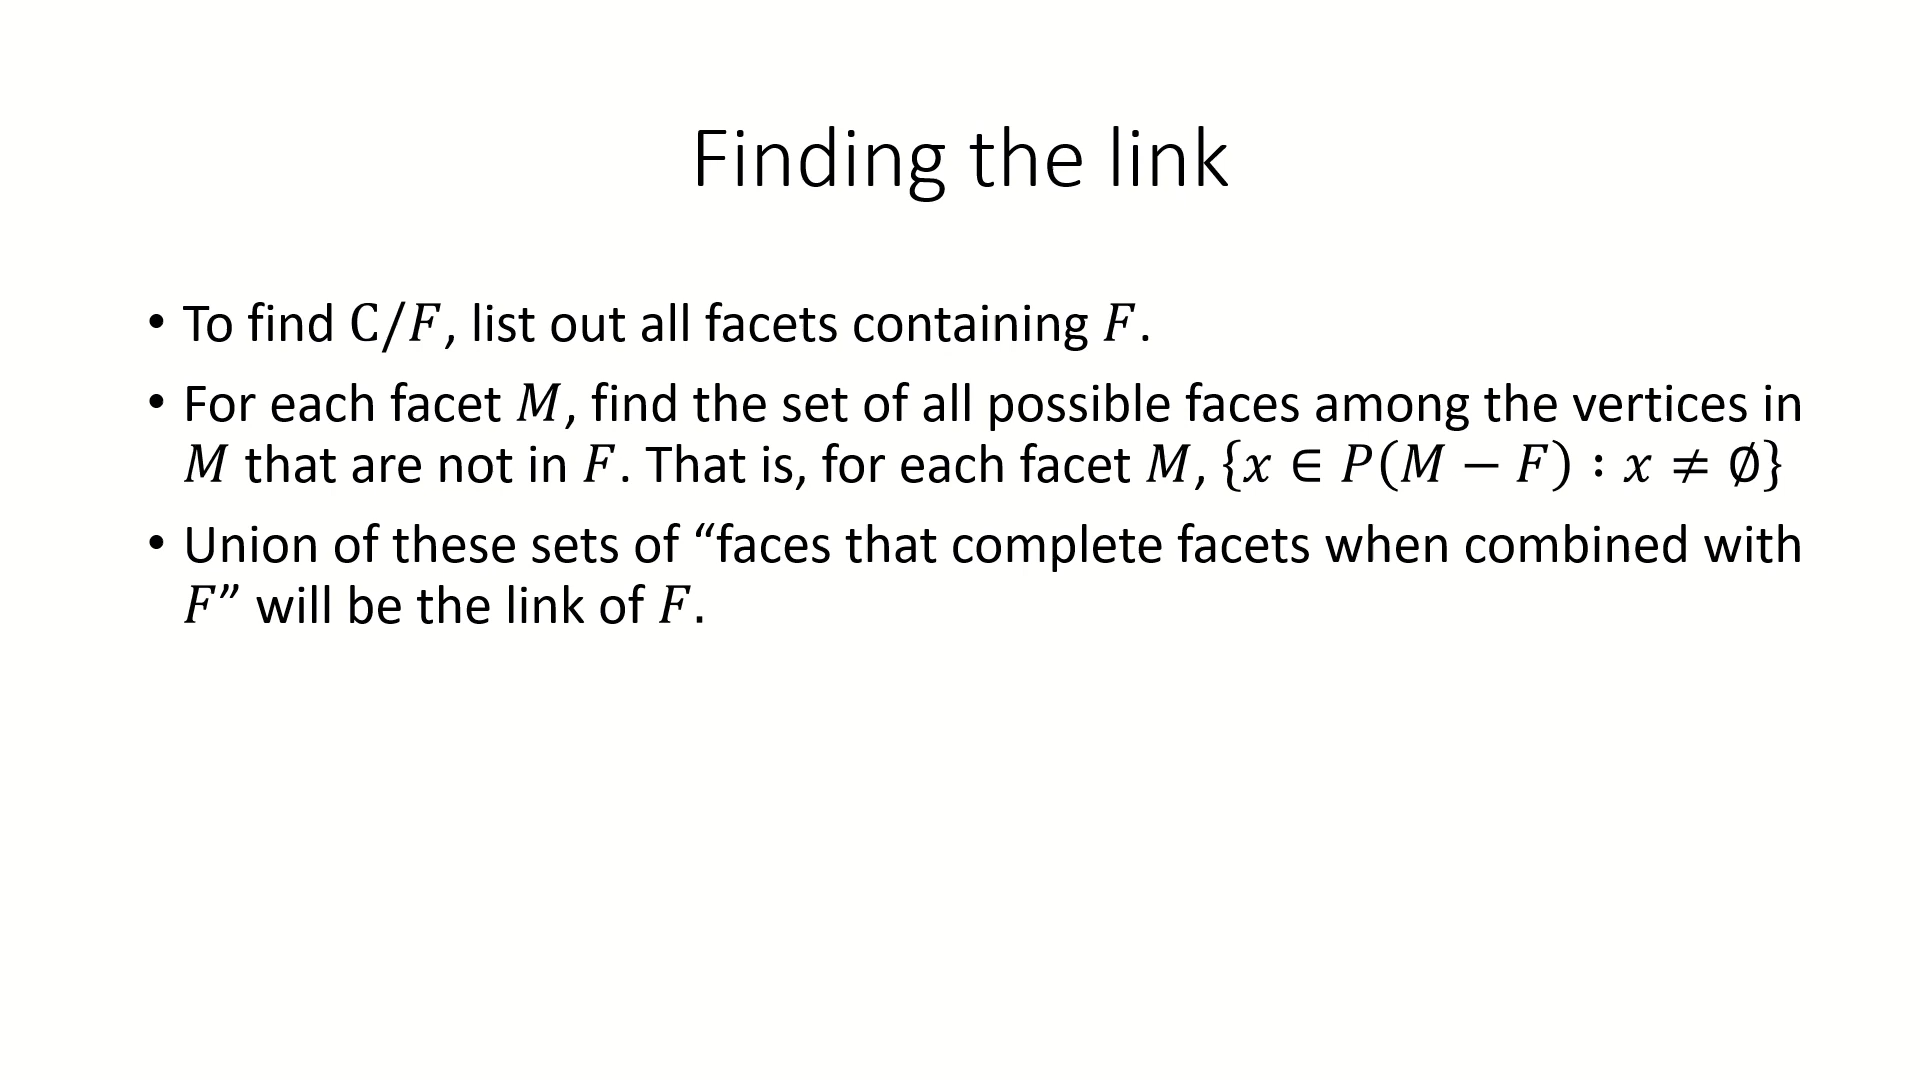 Finding the link
• To find C/F, list out all facets containing F.
• For each facet M, find the set of all possible faces among the vertices in
M that are not in F. That is, for each facet M, {x ∈ P(M − F) : x ≠ ∅}
• Union of these sets of “faces that complete facets when combined with
F” will be the link of F.